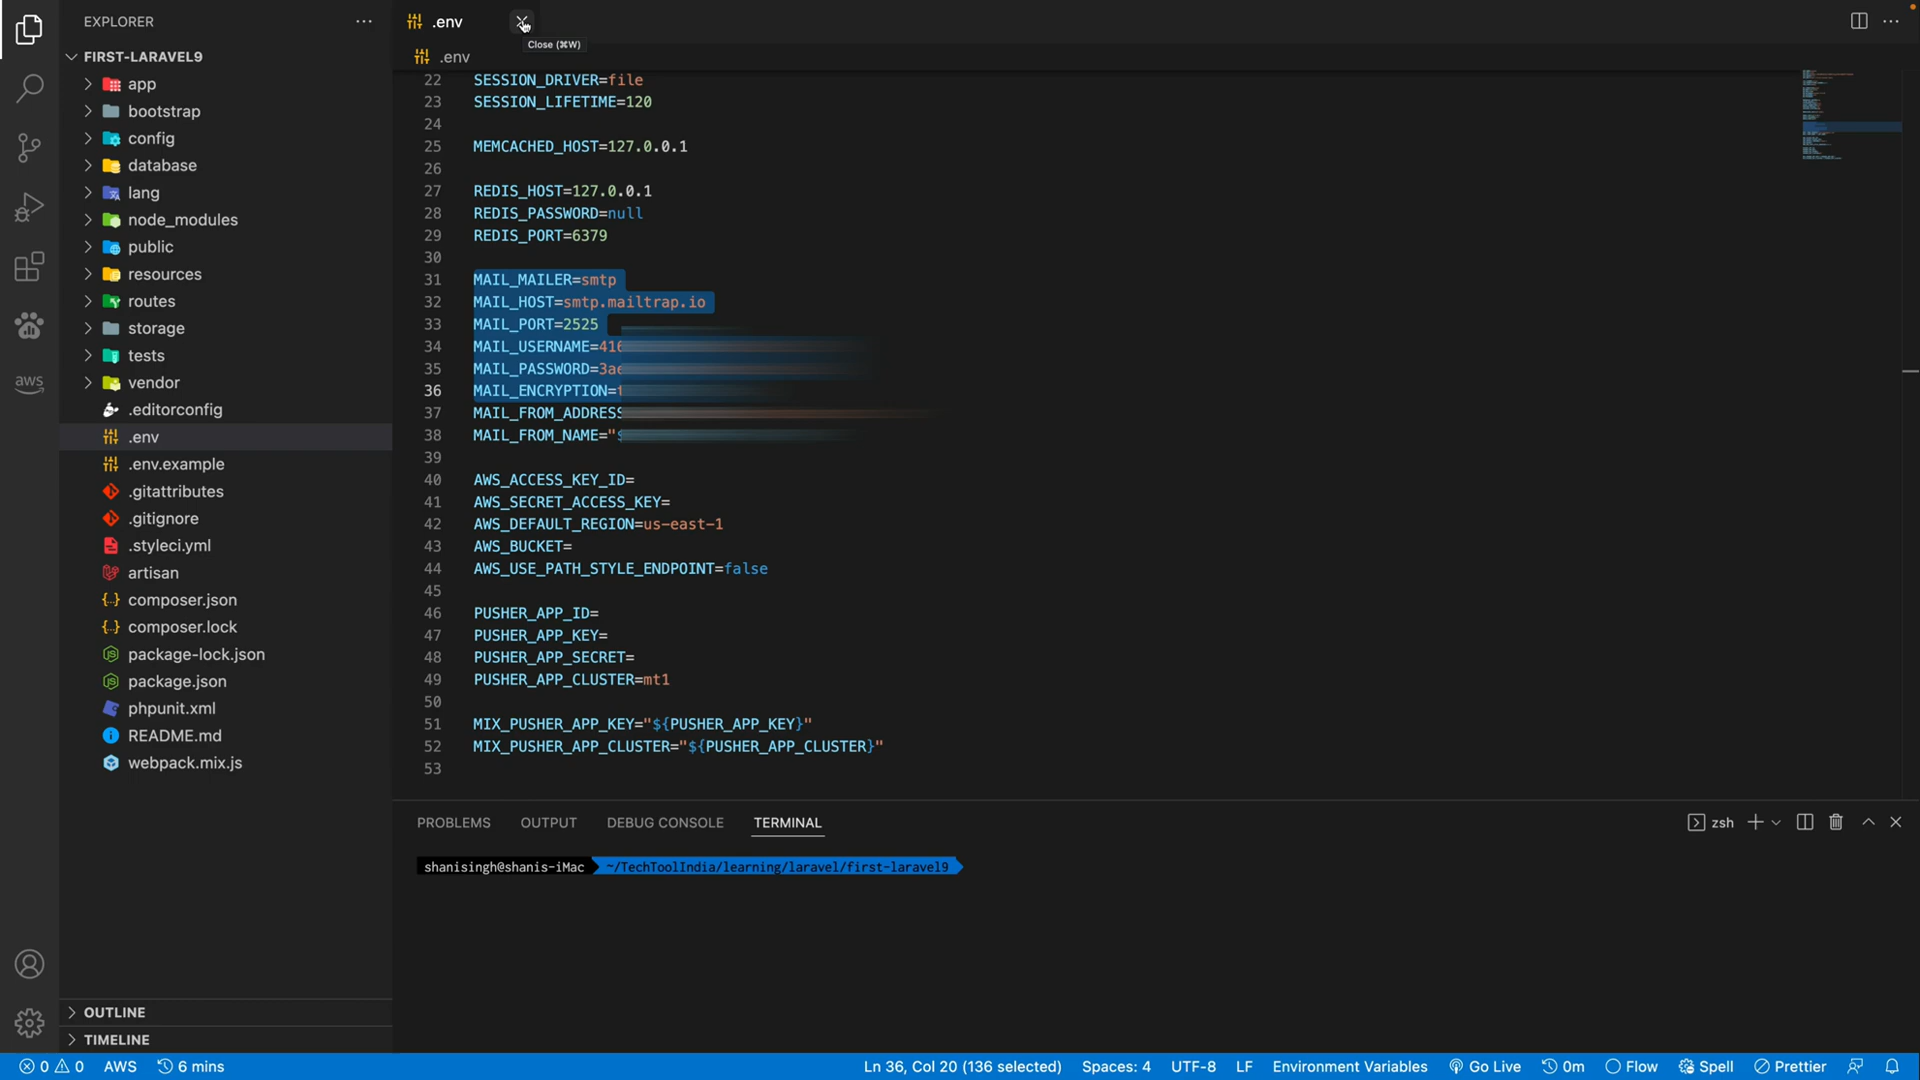 EXPLORER
.env
Close (⌘W)
FIRST-LARAVEL9
.env
app
bootstrap
config
database
lang
node_modules
public
resources
routes
storage
tests
vendor
.editorconfig
.env
.env.example
.gitattributes
.gitignore
.styleci.yml
artisan
composer.json
composer.lock
package-lock.json
package.json
phpunit.xml
README.md
webpack.mix.js
OUTLINE
TIMELINE
aws
22 SESSION_DRIVER=file
23 SESSION_LIFETIME=120
24
25 MEMCACHED_HOST=127.0.0.1
26
27 REDIS_HOST=127.0.0.1
28 REDIS_PASSWORD=null
29 REDIS_PORT=6379
30
31 MAIL_MAILER=smtp
32 MAIL_HOST=smtp.mailtrap.io
33 MAIL_PORT=2525
34 MAIL_USERNAME=416
35 MAIL_PASSWORD=3ae
36 MAIL_ENCRYPTION=t
37 MAIL_FROM_ADDRESS
38 MAIL_FROM_NAME="$
39
40 AWS_ACCESS_KEY_ID=
41 AWS_SECRET_ACCESS_KEY=
42 AWS_DEFAULT_REGION=us-east-1
43 AWS_BUCKET=
44 AWS_USE_PATH_STYLE_ENDPOINT=false
45
46 PUSHER_APP_ID=
47 PUSHER_APP_KEY=
48 PUSHER_APP_SECRET=
49 PUSHER_APP_CLUSTER=mt1
50
51 MIX_PUSHER_APP_KEY="${PUSHER_APP_KEY}"
52 MIX_PUSHER_APP_CLUSTER="${PUSHER_APP_CLUSTER}"
53
PROBLEMS OUTPUT DEBUG CONSOLE TERMINAL zsh
shanisingh@shanis-iMac ~/TechToolIndia/learning/laravel/first-laravel9
0 0 AWS 6 mins Ln 36, Col 20 (136 selected) Spaces: 4 UTF-8 LF Environment Variables Go Live 0m Flow Spell Prettier